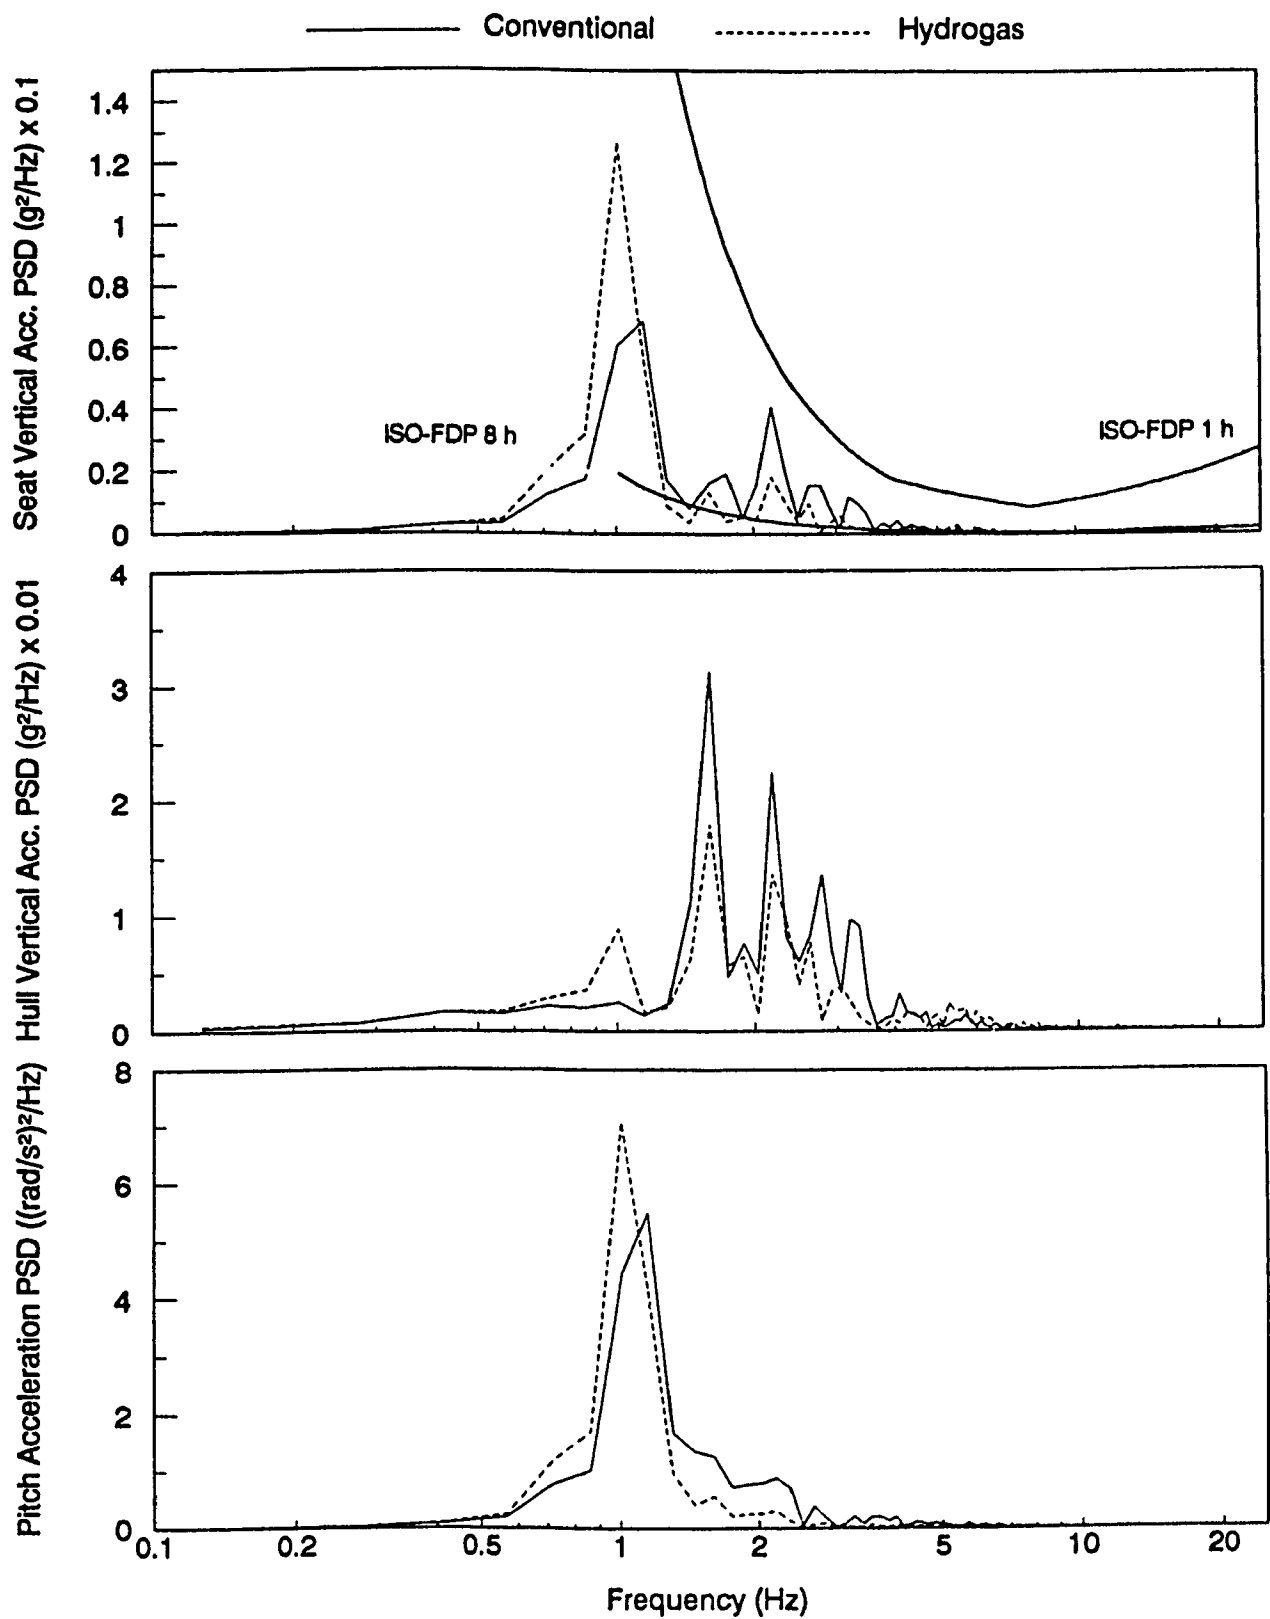 Conventional
Hydrogas
Seat Vertical Acc. PSD (g²/Hz) x 0.1
1.4
1.2
1
0.8
0.6
0.4
0.2
0
ISO-FDP 8 h
ISO-FDP 1 h
Hull Vertical Acc. PSD (g²/Hz) x 0.01
4
3
2
1
0
Pitch Acceleration PSD ((rad/s²)²/Hz)
8
6
4
2
0
0.1 0.2 0.5 1 2 5 10 20
Frequency (Hz)